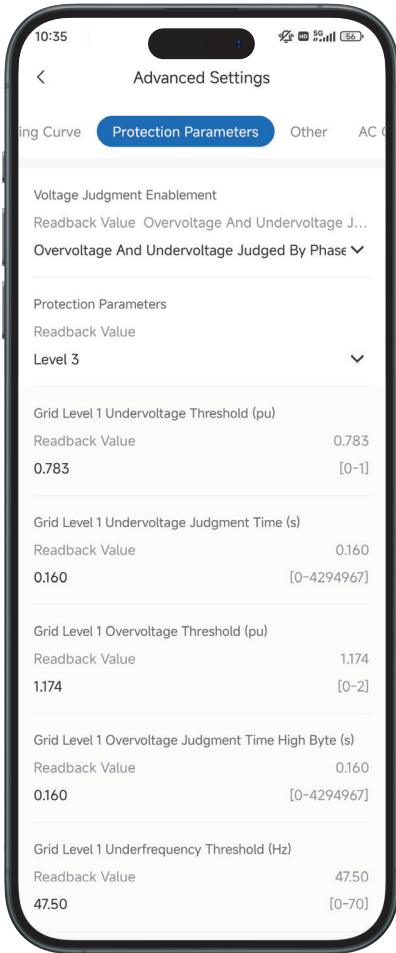 10:35
HD 5G 56
Advanced Settings
ing Curve Protection Parameters Other AC
Voltage Judgment Enablement
Readback Value Overvoltage And Undervoltage J...
Overvoltage And Undervoltage Judged By Phase
Protection Parameters
Readback Value
Level 3
Grid Level 1 Undervoltage Threshold (pu)
Readback Value 0.783
0.783 [0-1]
Grid Level 1 Undervoltage Judgment Time (s)
Readback Value 0.160
0.160 [0-4294967]
Grid Level 1 Overvoltage Threshold (pu)
Readback Value 1.174
1.174 [0-2]
Grid Level 1 Overvoltage Judgment Time High Byte (s)
Readback Value 0.160
0.160 [0-4294967]
Grid Level 1 Underfrequency Threshold (Hz)
Readback Value 47.50
47.50 [0-70]